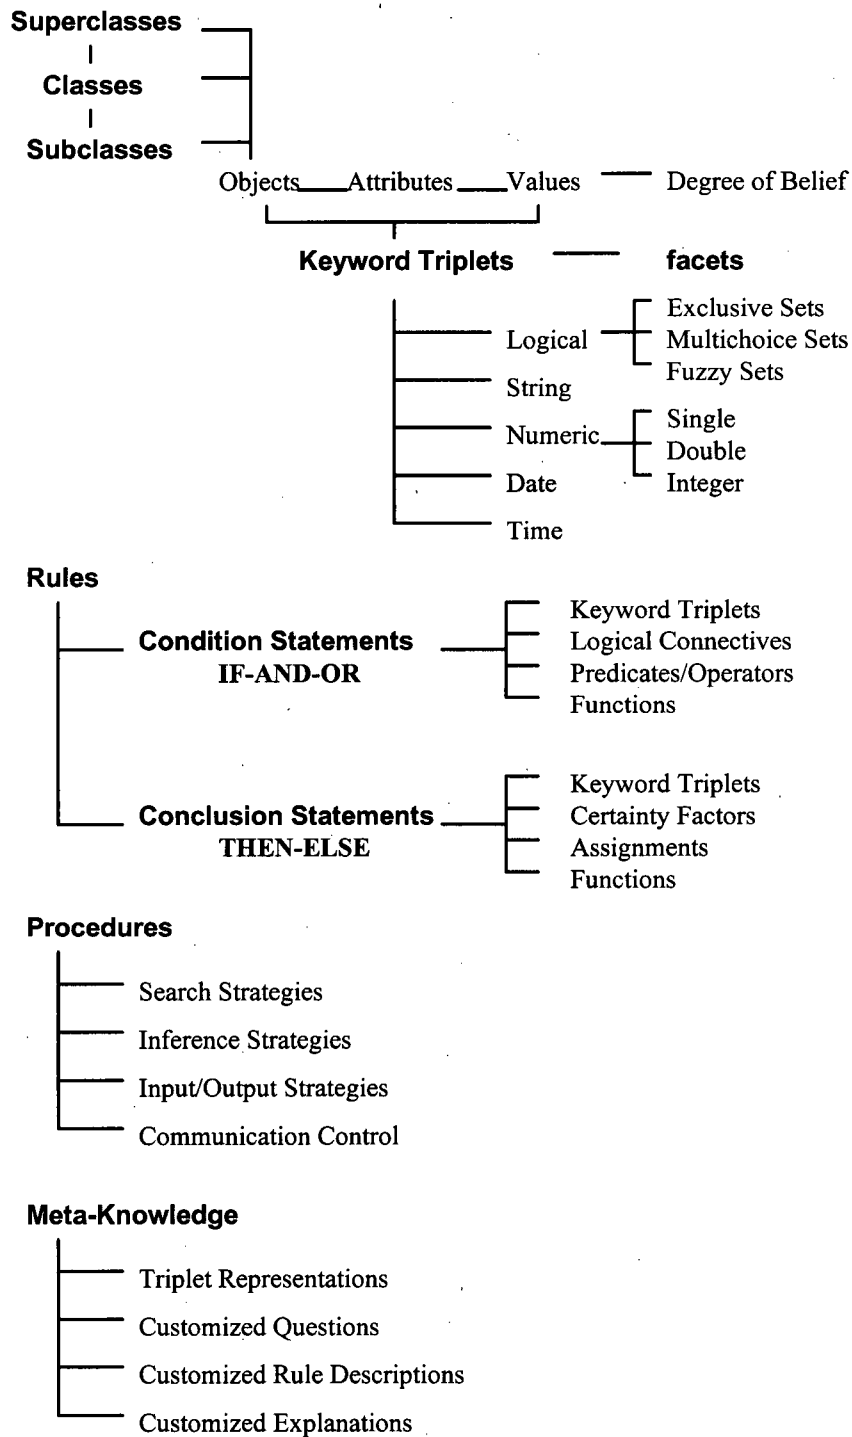 Superclasses
Classes
Subclasses
Objects Attributes Values Degree of Belief
Keyword Triplets facets
Exclusive Sets
Logical Multichoice Sets
Fuzzy Sets
String
Single
Numeric Double
Date Integer
Time
Rules
Keyword Triplets
Condition Statements Logical Connectives
IF-AND-OR Predicates/Operators
Functions
Keyword Triplets
Conclusion Statements Certainty Factors
THEN-ELSE Assignments
Functions
Procedures
Search Strategies
Inference Strategies
Input/Output Strategies
Communication Control
Meta-Knowledge
Triplet Representations
Customized Questions
Customized Rule Descriptions
Customized Explanations